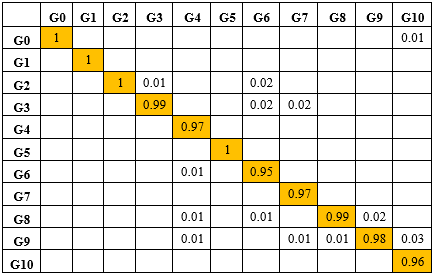 G0 G1 G2 G3 G4 G5 G6 G7 G8 G9 G10
G0 1 0.01
G1 1
G2 1 0.01 0.02
G3 0.99 0.02 0.02
G4 0.97
G5 1
G6 0.01 0.95
G7 0.97
G8 0.01 0.01 0.99 0.02
G9 0.01 0.01 0.01 0.98 0.03
G10 0.96